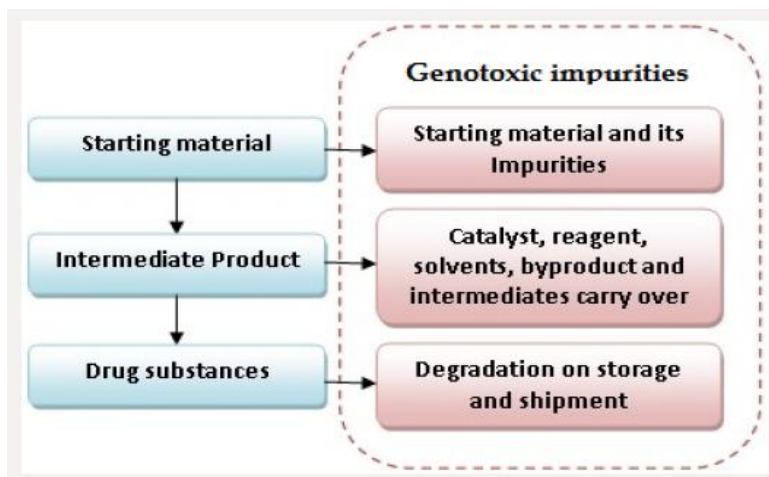 Genotoxic impurities
Starting material
Starting material and its
Impurities
Intermediate Product
Catalyst, reagent,
solvents, byproduct and
intermediates carry over
Drug substances
Degradation on storage
and shipment